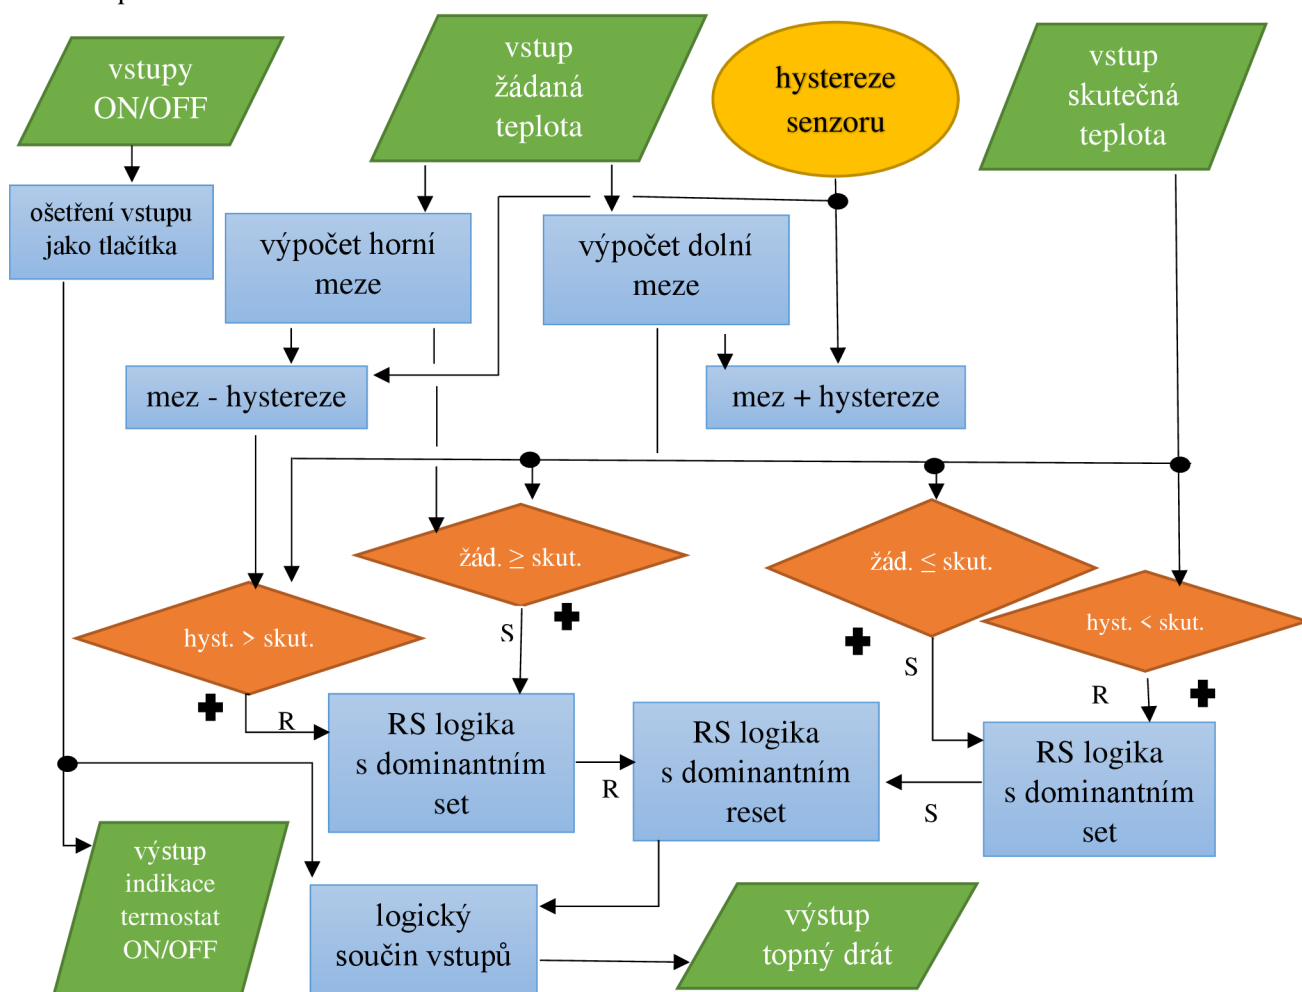 vstupy
ON/OFF
vstup
žádaná
teplota
hystereze
senzoru
vstup
skutečná
teplota
ošetření vstupu
jako tlačítka
výpočet horní
meze
výpočet dolní
meze
mez - hystereze
mez + hystereze
žád. ≥ skut.
žád. ≤ skut.
hyst. > skut.
hyst. < skut.
S
S
R
R
RS logika
s dominantním
set
R
RS logika
s dominantním
reset
S
RS logika
s dominantním
set
výstup
indikace
termostat
ON/OFF
logický
součin vstupů
výstup
topný drát